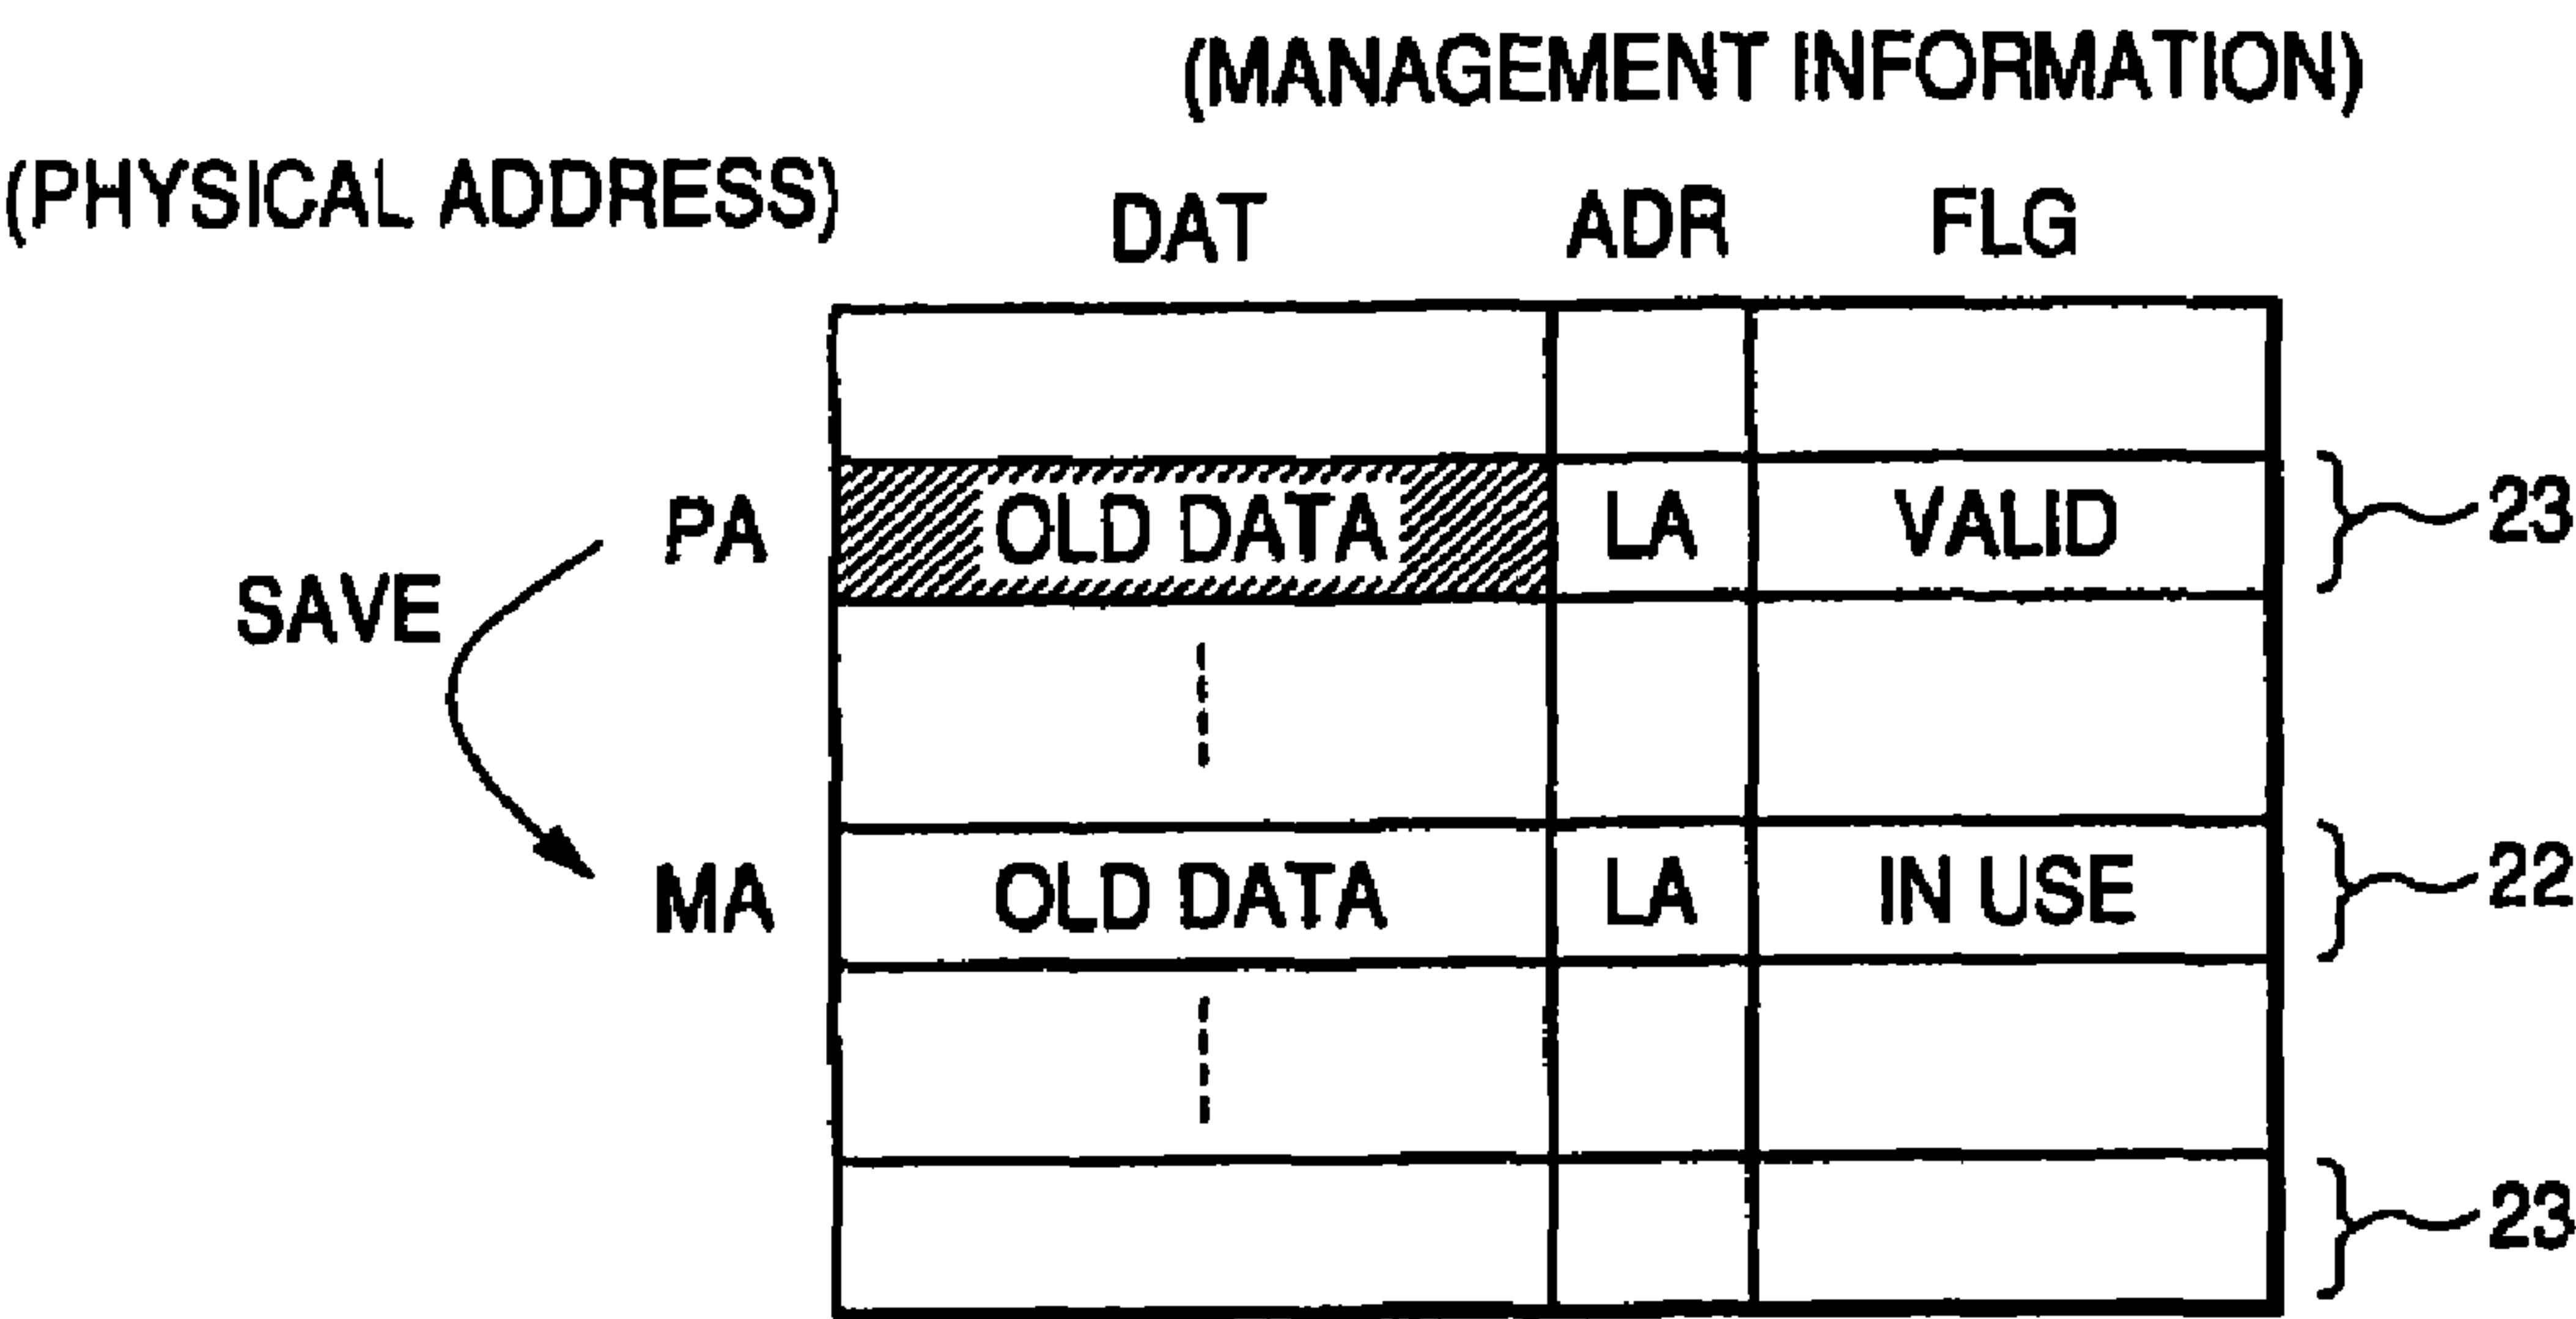 (MANAGEMENT INFORMATION)
(PHYSICAL ADDRESS) DAT ADR FLG
PA OLD DATA LA VALID 23
SAVE
MA OLD DATA LA IN USE 22
23